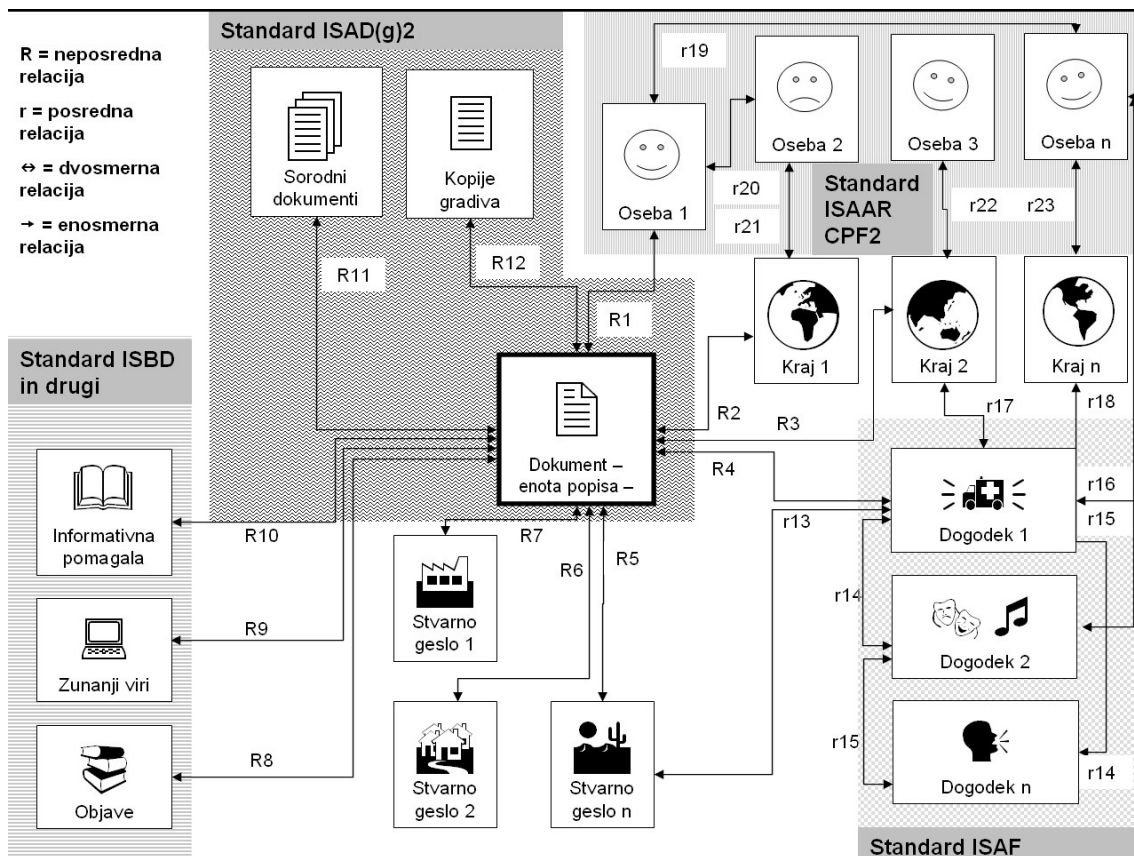 Standard ISAD(g)2
R = neposredna
relacija
r = posredna
relacija
↔ = dvosmerna
relacija
→ = enosmerna
relacija
Sorodni
dokumenti
Kopije
gradiva
r19
Oseba 1
Oseba 2
Oseba 3
Oseba n
r20
r21
Standard
ISAAR
CPF2
r22
r23
R11
R12
R1
Kraj 1
Kraj 2
Kraj n
Standard ISBD
in drugi
Dokument –
enota popisa –
R2
R3
R4
r17
r18
Informativna
pomagala
R10
R7
R6
R5
r13
Dogodek 1
r16
r15
Stvarno
geslo 1
r14
Zunanji viri
R9
Dogodek 2
Objave
R8
Stvarno
geslo 2
Stvarno
geslo n
r15
Dogodek n
r14
Standard ISAF